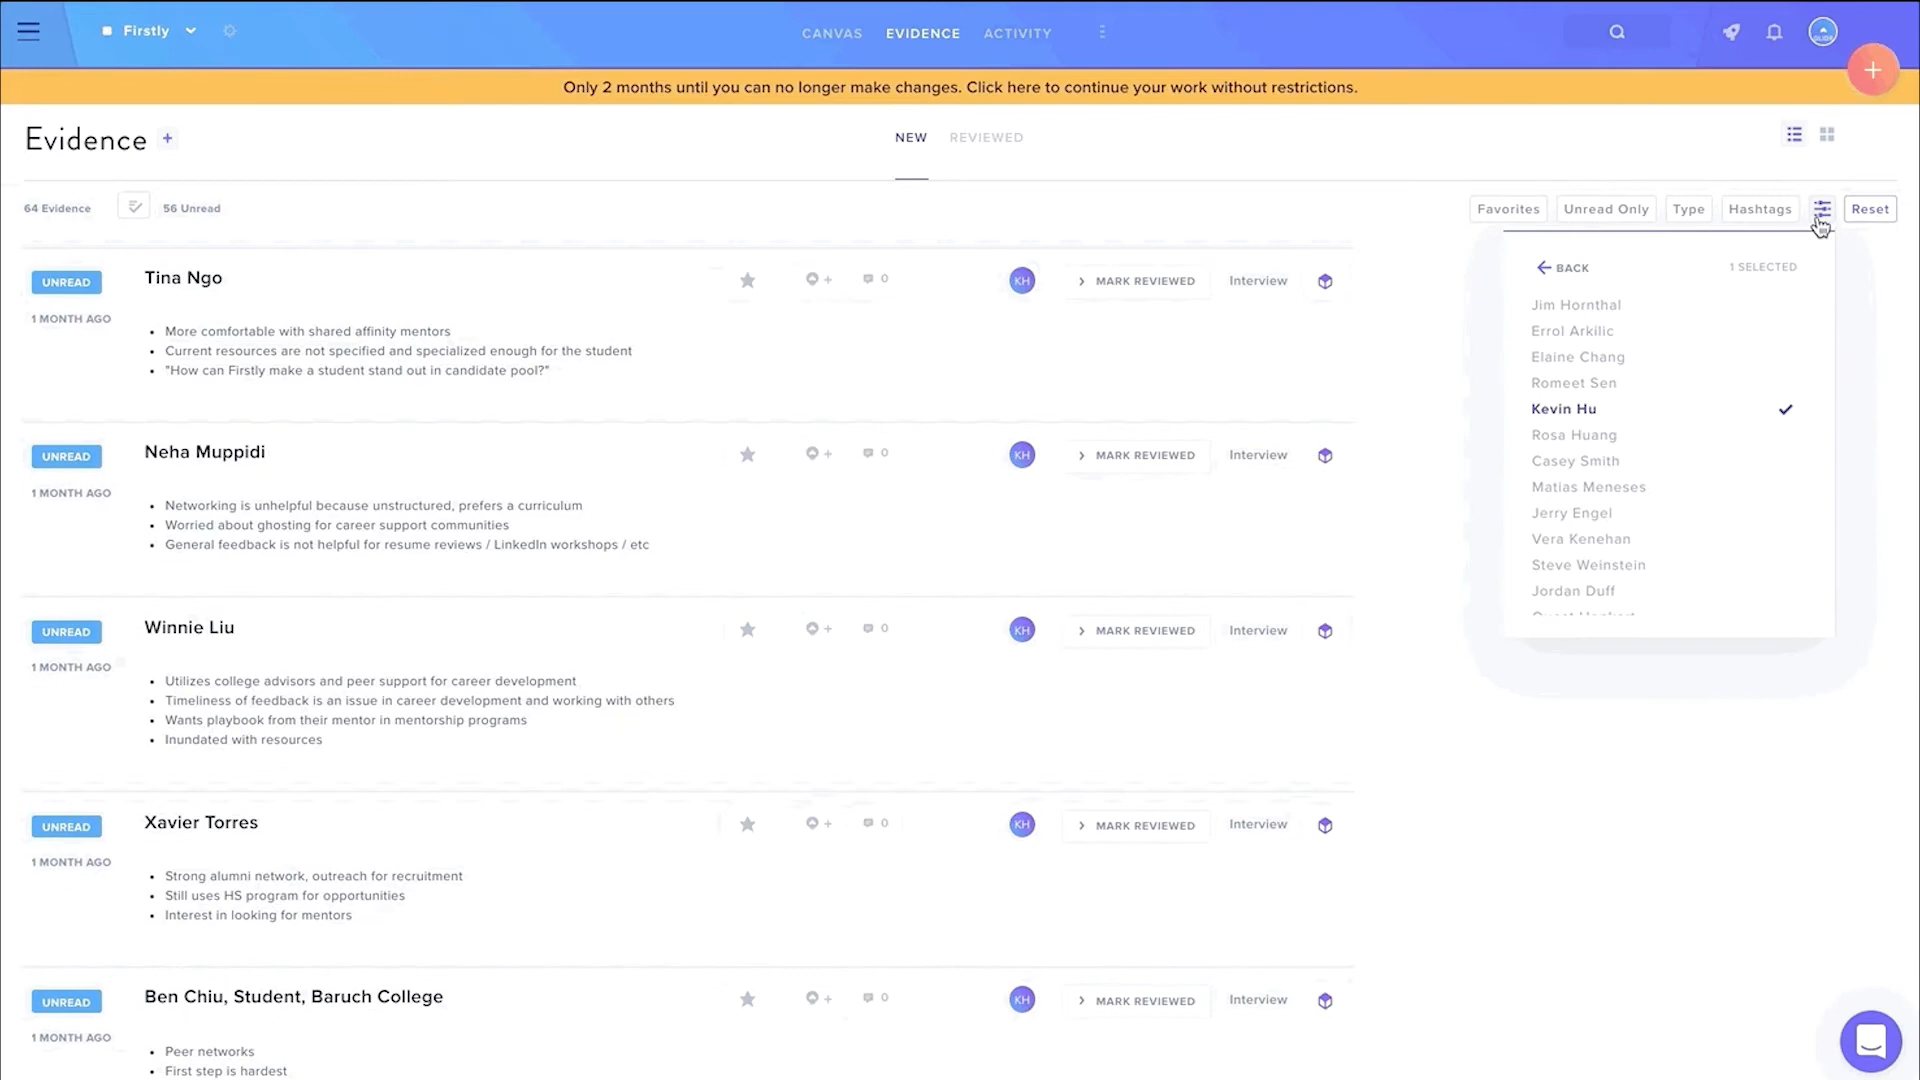 Firstly
CANVAS EVIDENCE ACTIVITY
Only 2 months until you can no longer make changes. Click here to continue your work without restrictions.
Evidence +
NEW REVIEWED
64 Evidence 56 Unread
Favorites Unread Only Type Hashtags Reset
BACK 1 SELECTED
Jim Hornthal
Errol Arkilic
Elaine Chang
Romeet Sen
Kevin Hu
Rosa Huang
Casey Smith
Matias Meneses
Jerry Engel
Vera Kenehan
Steve Weinstein
Jordan Duff
UNREAD Tina Ngo + 0 KH MARK REVIEWED Interview
1 MONTH AGO
• More comfortable with shared affinity mentors
• Current resources are not specified and specialized enough for the student
• "How can Firstly make a student stand out in candidate pool?"
UNREAD Neha Muppidi + 0 KH MARK REVIEWED Interview
1 MONTH AGO
• Networking is unhelpful because unstructured, prefers a curriculum
• Worried about ghosting for career support communities
• General feedback is not helpful for resume reviews / LinkedIn workshops / etc
UNREAD Winnie Liu + 0 KH MARK REVIEWED Interview
1 MONTH AGO
• Utilizes college advisors and peer support for career development
• Timeliness of feedback is an issue in career development and working with others
• Wants playbook from their mentor in mentorship programs
• Inundated with resources
UNREAD Xavier Torres + 0 KH MARK REVIEWED Interview
1 MONTH AGO
• Strong alumni network, outreach for recruitment
• Still uses HS program for opportunities
• Interest in looking for mentors
UNREAD Ben Chiu, Student, Baruch College + 0 KH MARK REVIEWED Interview
1 MONTH AGO
• Peer networks
• First step is hardest